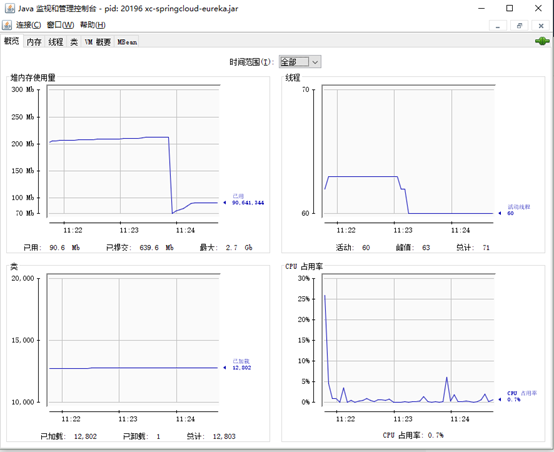 Java 监视和管理控制台 - pid: 20196 xc-springcloud-eureka.jar
连接(C) 窗口(W) 帮助(H)
概览 内存 线程 类 VM 概要 MBean
时间范围(T): 全部
堆内存使用量
300 Mb
250 Mb
200 Mb
150 Mb
100 Mb
70 Mb
11:22 11:23 11:24
已用
90,641,344
已用: 90.6 Mb 已提交: 639.6 Mb 最大: 2.7 Gb
线程
70
60
11:22 11:23 11:24
活动线程
60
活动: 60 峰值: 63 总计: 71
类
20,000
15,000
10,000
11:22 11:23 11:24
已加载
12,802
已加载: 12,802 已卸载: 1 总计: 12,803
CPU 占用率
30%
25%
20%
15%
10%
5%
0%
11:22 11:23 11:24
CPU 占用率
0.7%
CPU 占用率: 0.7%